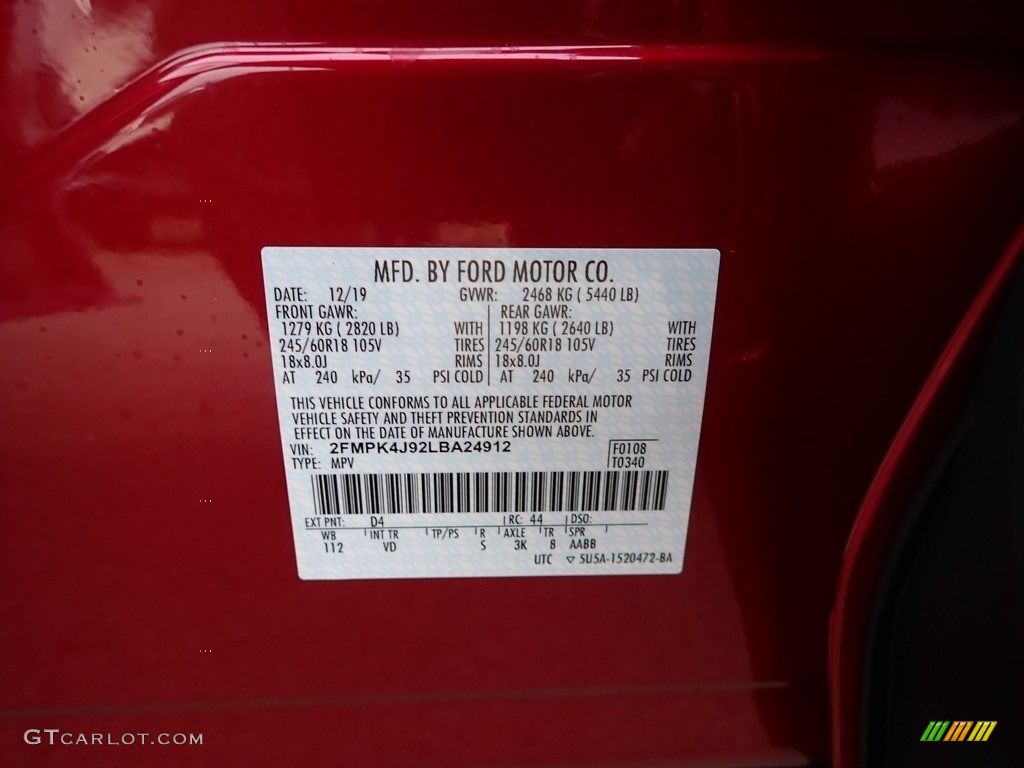 MFD. BY FORD MOTOR CO.
DATE: 12/19 GVWR: 2468 KG ( 5440 LB)
FRONT GAWR: REAR GAWR:
1279 KG ( 2820 LB) WITH 1198 KG ( 2640 LB) WITH
245/60R18 105V TIRES 245/60R18 105V TIRES
18x8.0J RIMS 18x8.0J RIMS
AT 240 kPa/ 35 PSI COLD AT 240 kPa/ 35 PSI COLD
THIS VEHICLE CONFORMS TO ALL APPLICABLE FEDERAL MOTOR
VEHICLE SAFETY AND THEFT PREVENTION STANDARDS IN
EFFECT ON THE DATE OF MANUFACTURE SHOWN ABOVE.
VIN: 2FMPK4J92LBA24912 F0108
TYPE: MPV T0340
EXT PNT: D4 RC: 44 DSO:
WB INT TR TP/PS R AXLE TR SPR
112 VD S 3K 8 AABB
UTC ▽ 5U5A-1520472-BA
GTCARLOT.COM